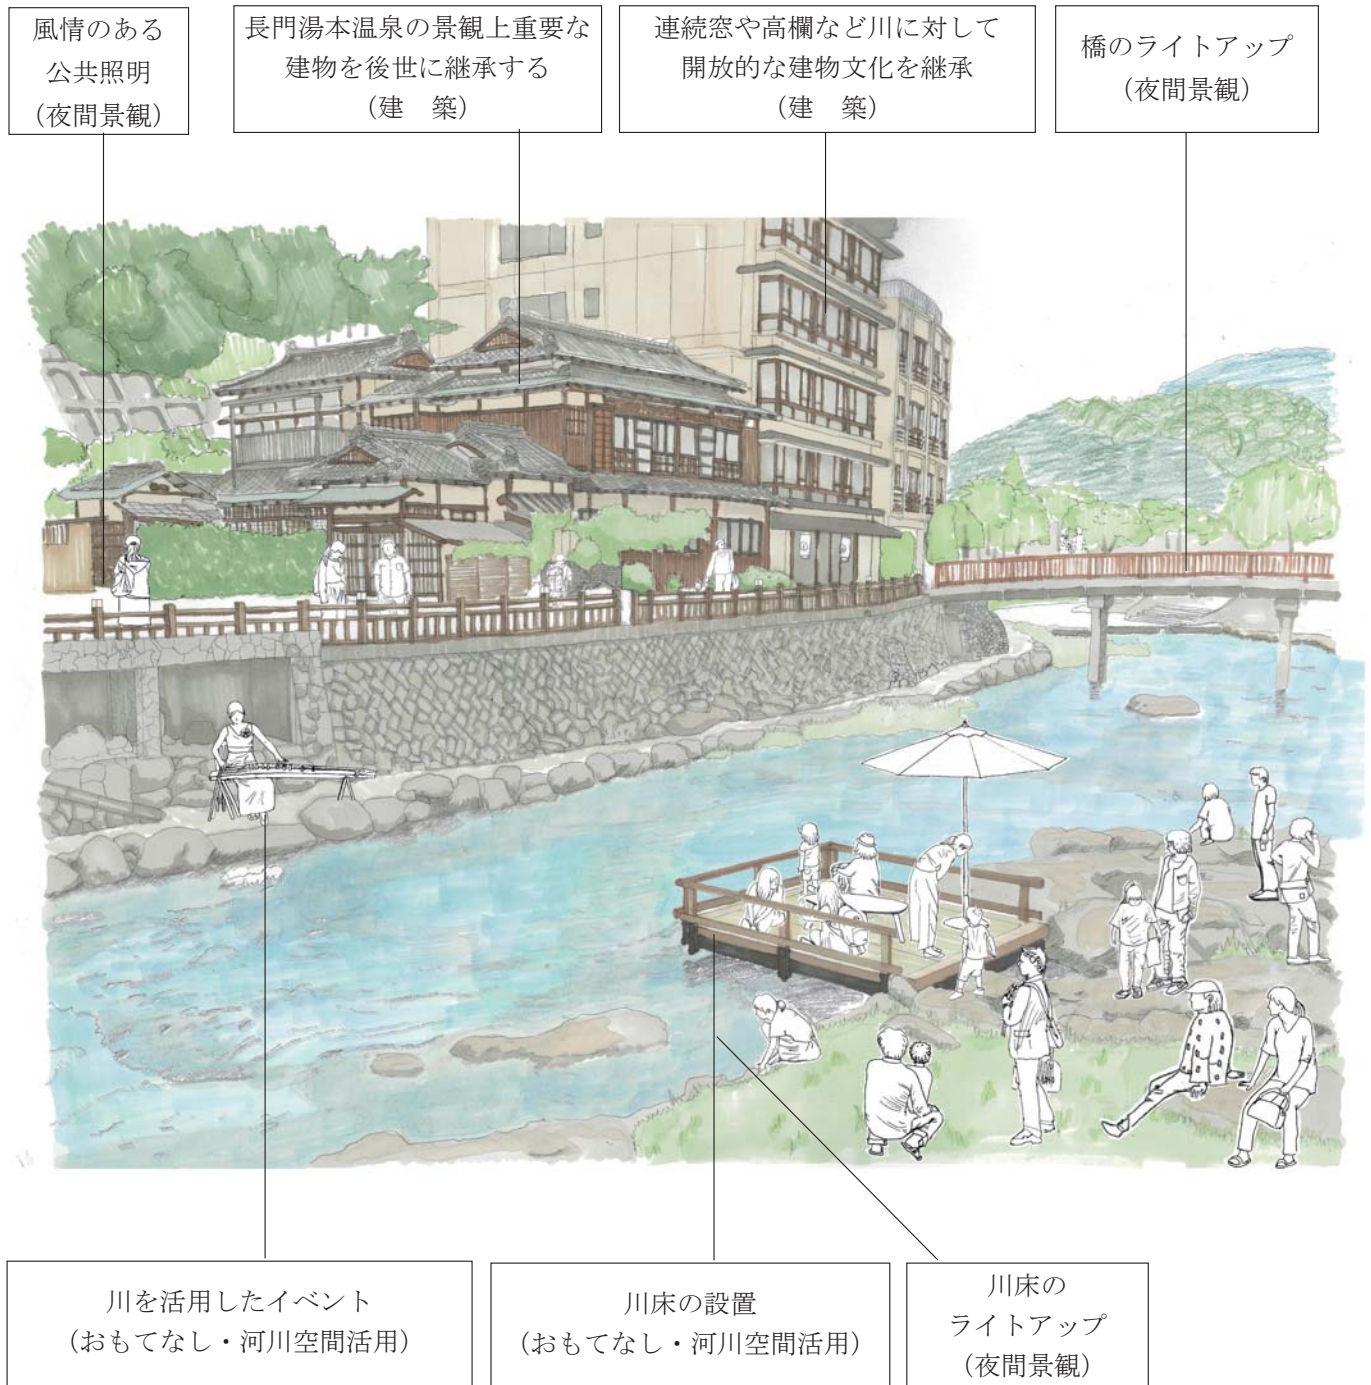 風情のある
公共照明
（夜間景観）
長門湯本温泉の景観上重要な
建物を後世に継承する
（建　築）
連続窓や高欄など川に対して
開放的な建物文化を継承
（建　築）
橋のライトアップ
（夜間景観）
川を活用したイベント
（おもてなし・河川空間活用）
川床の設置
（おもてなし・河川空間活用）
川床の
ライトアップ
（夜間景観）